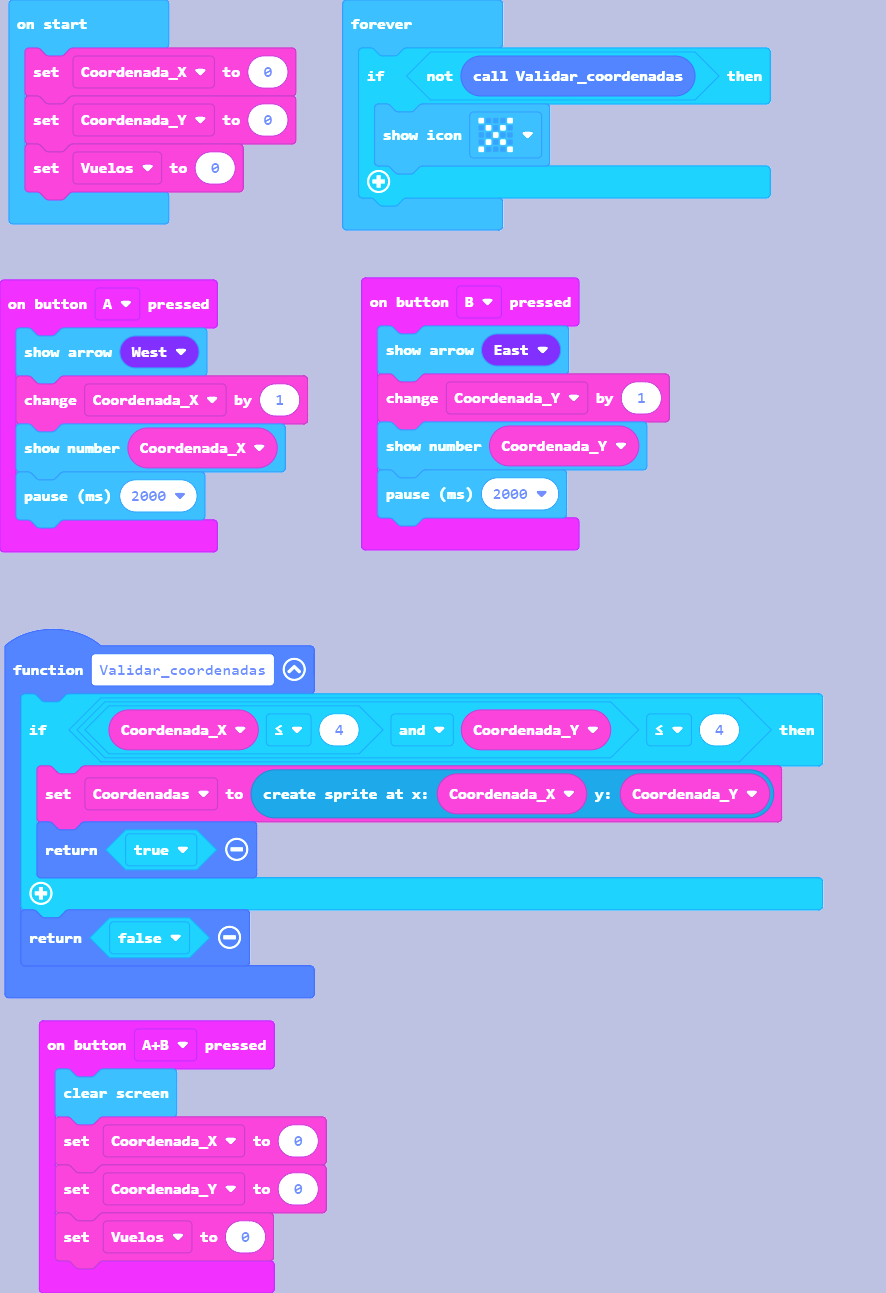 on start
set Coordenada_X to 0
set Coordenada_Y to 0
set Vuelos to 0
forever
if not call Validar_coordenadas then
show icon
on button A pressed
show arrow West
change Coordenada_X by 1
show number Coordenada_X
pause (ms) 2000
on button B pressed
show arrow East
change Coordenada_Y by 1
show number Coordenada_Y
pause (ms) 2000
function Validar_coordenadas
if Coordenada_X ≤ 4 and Coordenada_Y ≤ 4 then
set Coordenadas to create sprite at x: Coordenada_X y: Coordenada_Y
return true
return false
on button A+B pressed
clear screen
set Coordenada_X to 0
set Coordenada_Y to 0
set Vuelos to 0